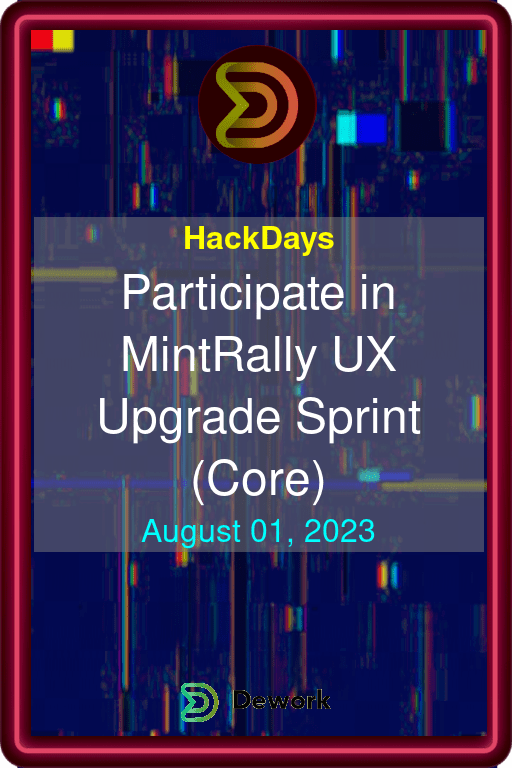 HackDays
Participate in
MintRally UX
Upgrade Sprint
(Core)
August 01, 2023
Dework